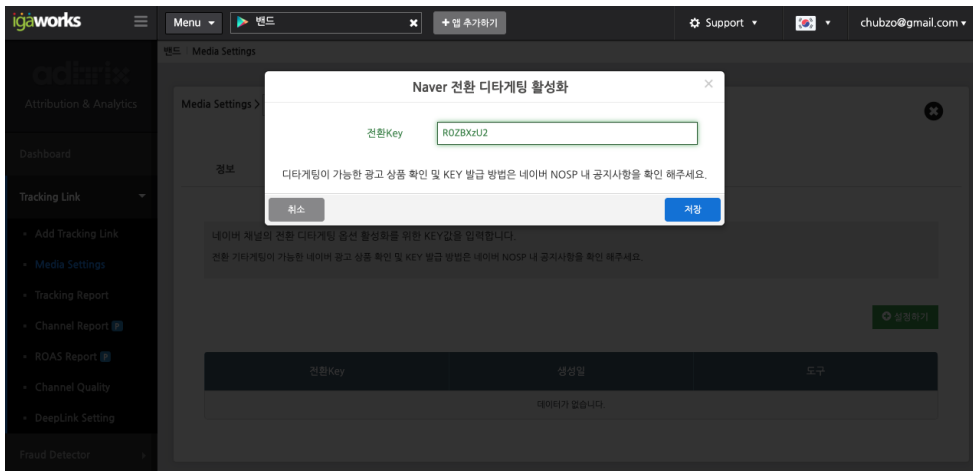 igaworks
Menu
밴드
+ 앱 추가하기
Support
chubzo@gmail.com
밴드 Media Settings
adbrix
Attribution & Analytics
Media Settings >
Naver 전환 디타게팅 활성화
전환Key
R0ZBXzU2
디타게팅이 가능한 광고 상품 확인 및 KEY 발급 방법은 네이버 NOSP 내 공지사항을 확인 해주세요.
취소
저장
Dashboard
정보
Tracking Link
Add Tracking Link
Media Settings
Tracking Report
Channel Report P
ROAS Report P
Channel Quality
DeepLink Setting
Fraud Detector
네이버 채널의 전환 디타게팅 옵션 활성화를 위한 KEY값을 입력합니다.
전환 기타게팅이 가능한 네이버 광고 상품 확인 및 KEY 발급 방법은 네이버 NOSP 내 공지사항을 확인 해주세요.
설정하기
전환Key
생성일
도구
데이터가 없습니다